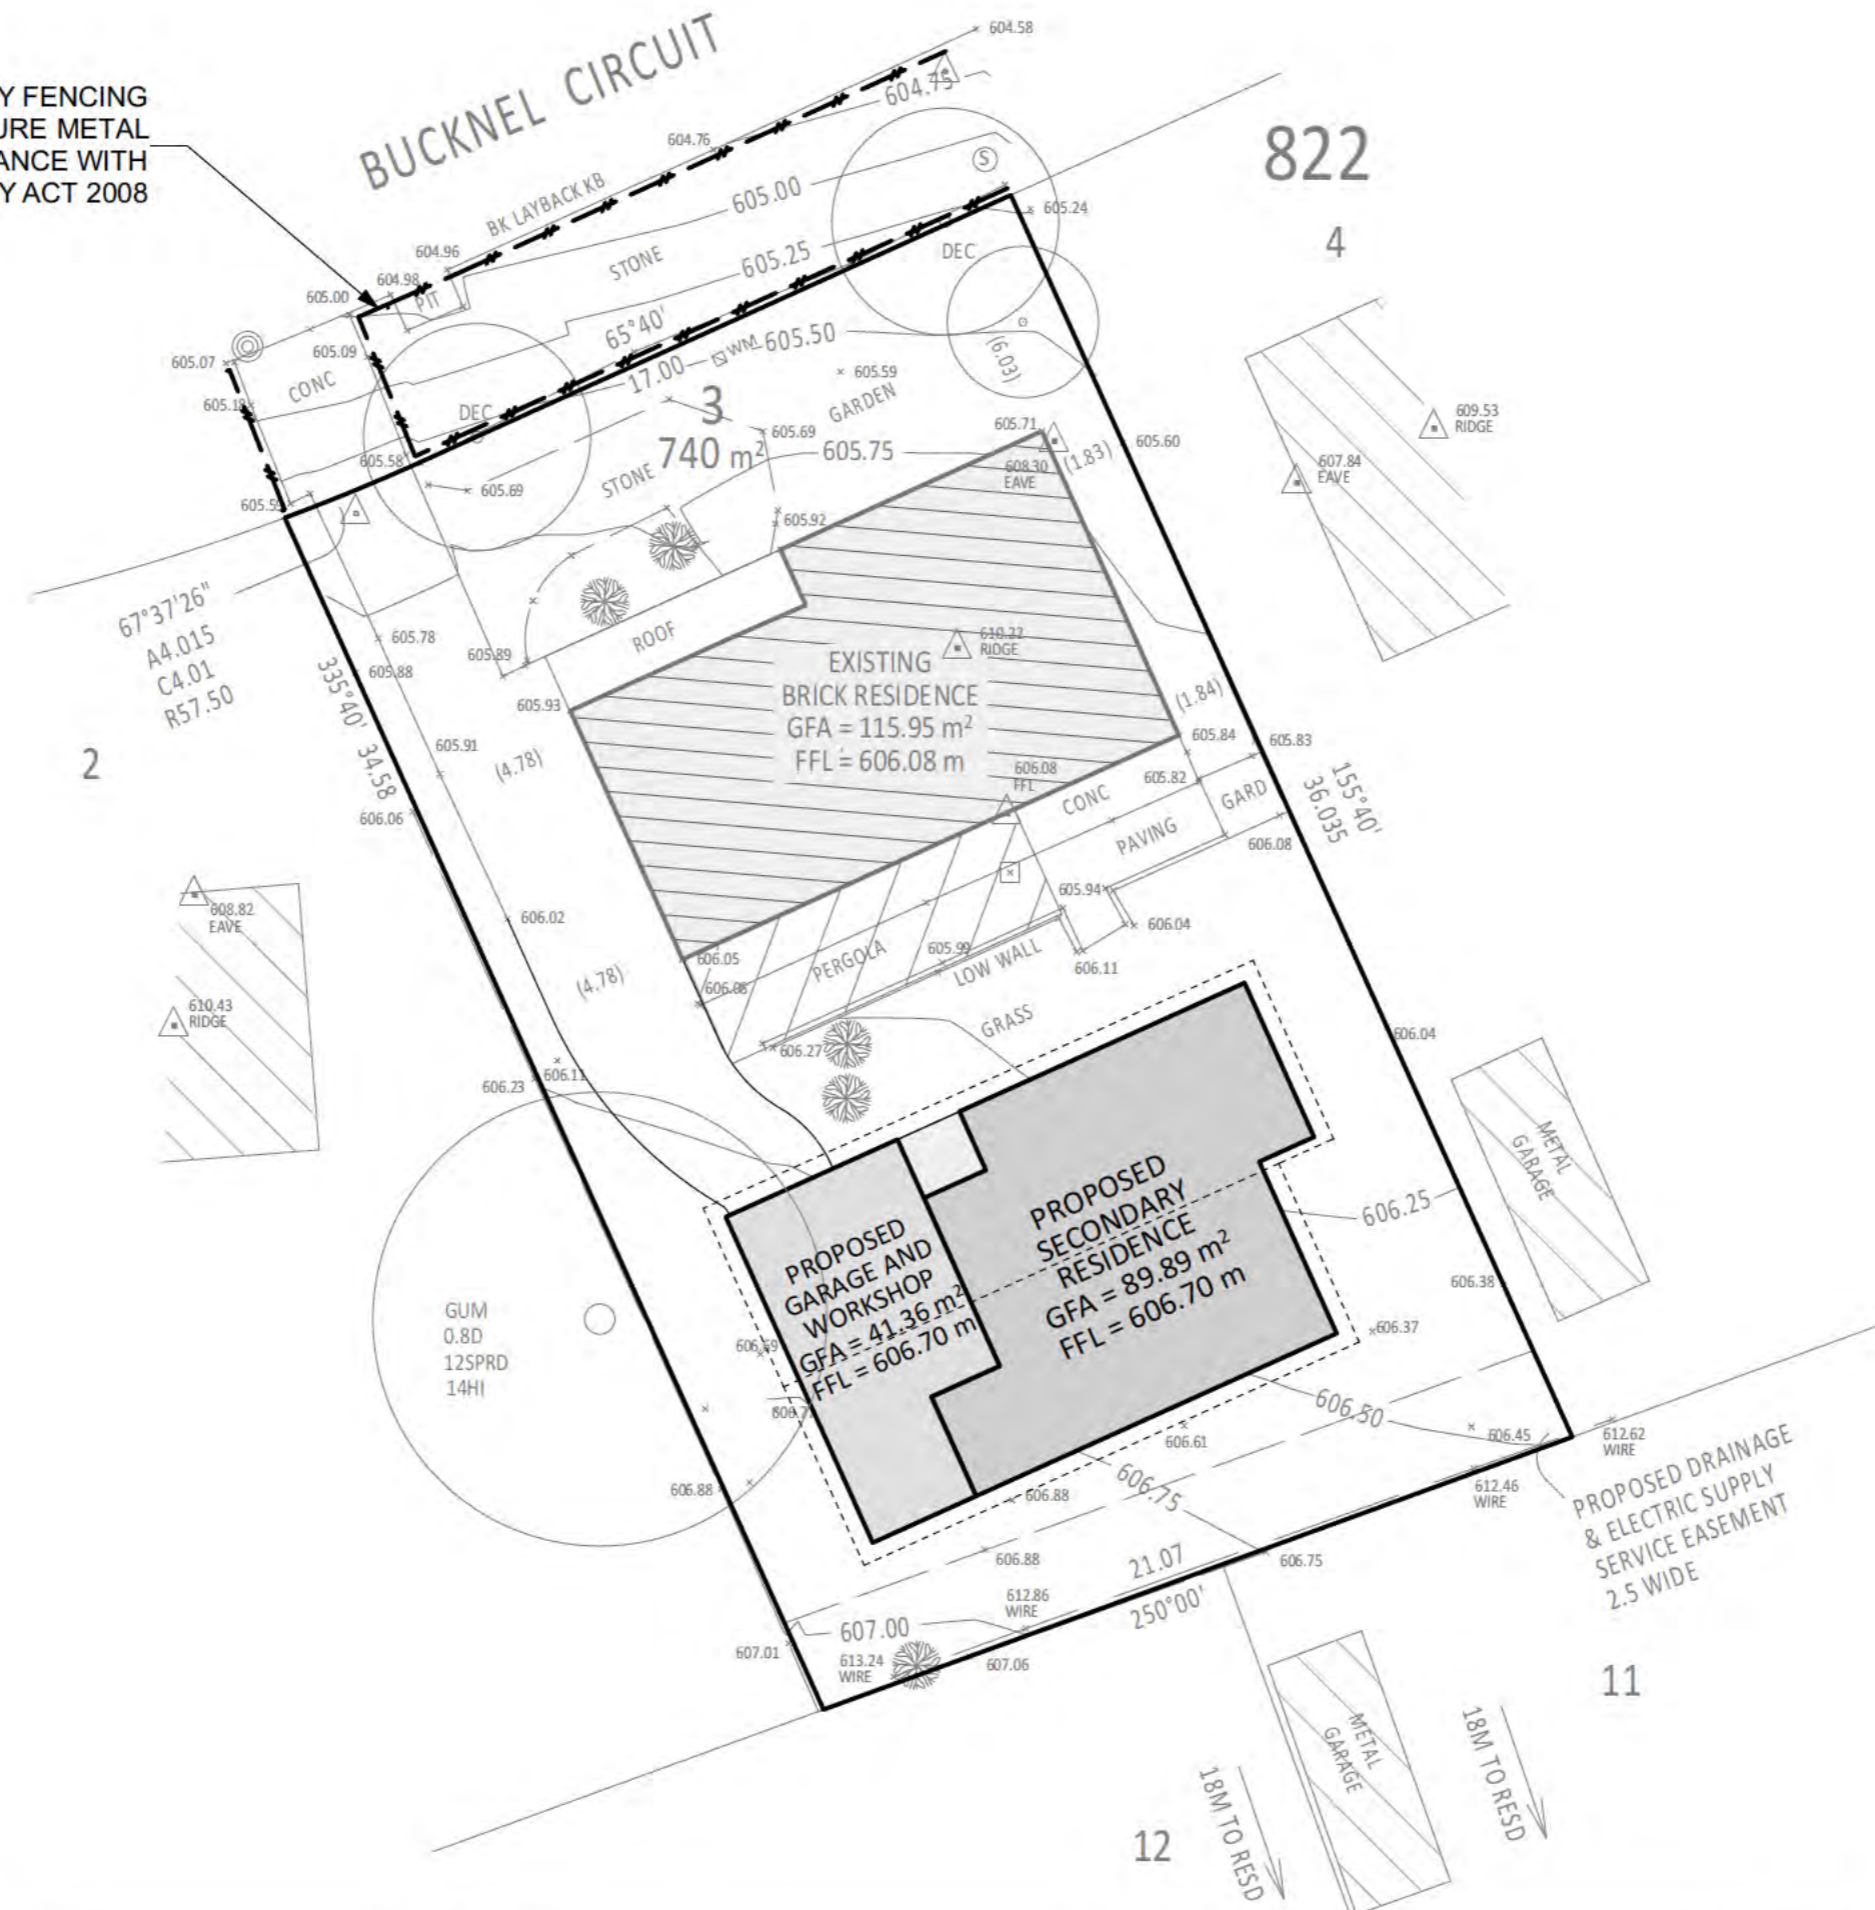 Y FENCING
URE METAL
ANCE WITH
Y ACT 2008
BUCKNEL CIRCUIT
604.58
604.75
604.76
BK LAYBACK KB
605.00
605.24
822
4
604.96
604.98
PIT
605.00
STONE
605.25
DEC
S
605.07
605.09
CONC
605.18
65°40'
17.00
WM
605.50
(6.03)
605.59
GARDEN
DEC
3
740 m²
605.69
605.75
605.71
605.60
608.30
EAVE
(1.83)
609.53
RIDGE
607.84
EAVE
605.58
605.69
STONE
605.92
67°37'26"
A4.015
C4.01
R57.50
605.78
605.88
335°40'
34.58
605.89
ROOF
605.93
610.22
RIDGE
EXISTING
BRICK RESIDENCE
GFA = 115.95 m²
FFL = 606.08 m
(1.84)
605.84
605.83
605.82
606.08
FFL
CONC
PAVING
GARD
155°40'
36.035
606.08
2
605.91
(4.78)
606.06
608.82
EAVE
606.02
606.05
606.06
(4.78)
PERGOLA
605.99
LOW WALL
605.94
606.04
606.11
GRASS
606.27
610.43
RIDGE
606.23
606.11
606.04
METAL
GARAGE
606.25
606.38
606.37
PROPOSED
SECONDARY
RESIDENCE
GFA = 89.89 m²
FFL = 606.70 m
PROPOSED
GARAGE AND
WORKSHOP
GFA = 41.36 m²
FFL = 606.70 m
GUM
0.8D
12SPRD
14HI
606.69
606.88
606.50
606.45
606.61
606.75
606.88
612.62
WIRE
612.46
WIRE
PROPOSED DRAINAGE
& ELECTRIC SUPPLY
SERVICE EASEMENT
2.5 WIDE
606.88
21.07
250°00'
606.75
612.86
WIRE
607.00
607.01
613.24
WIRE
607.06
METAL
GARAGE
18M TO RESD
18M TO RESD
11
12